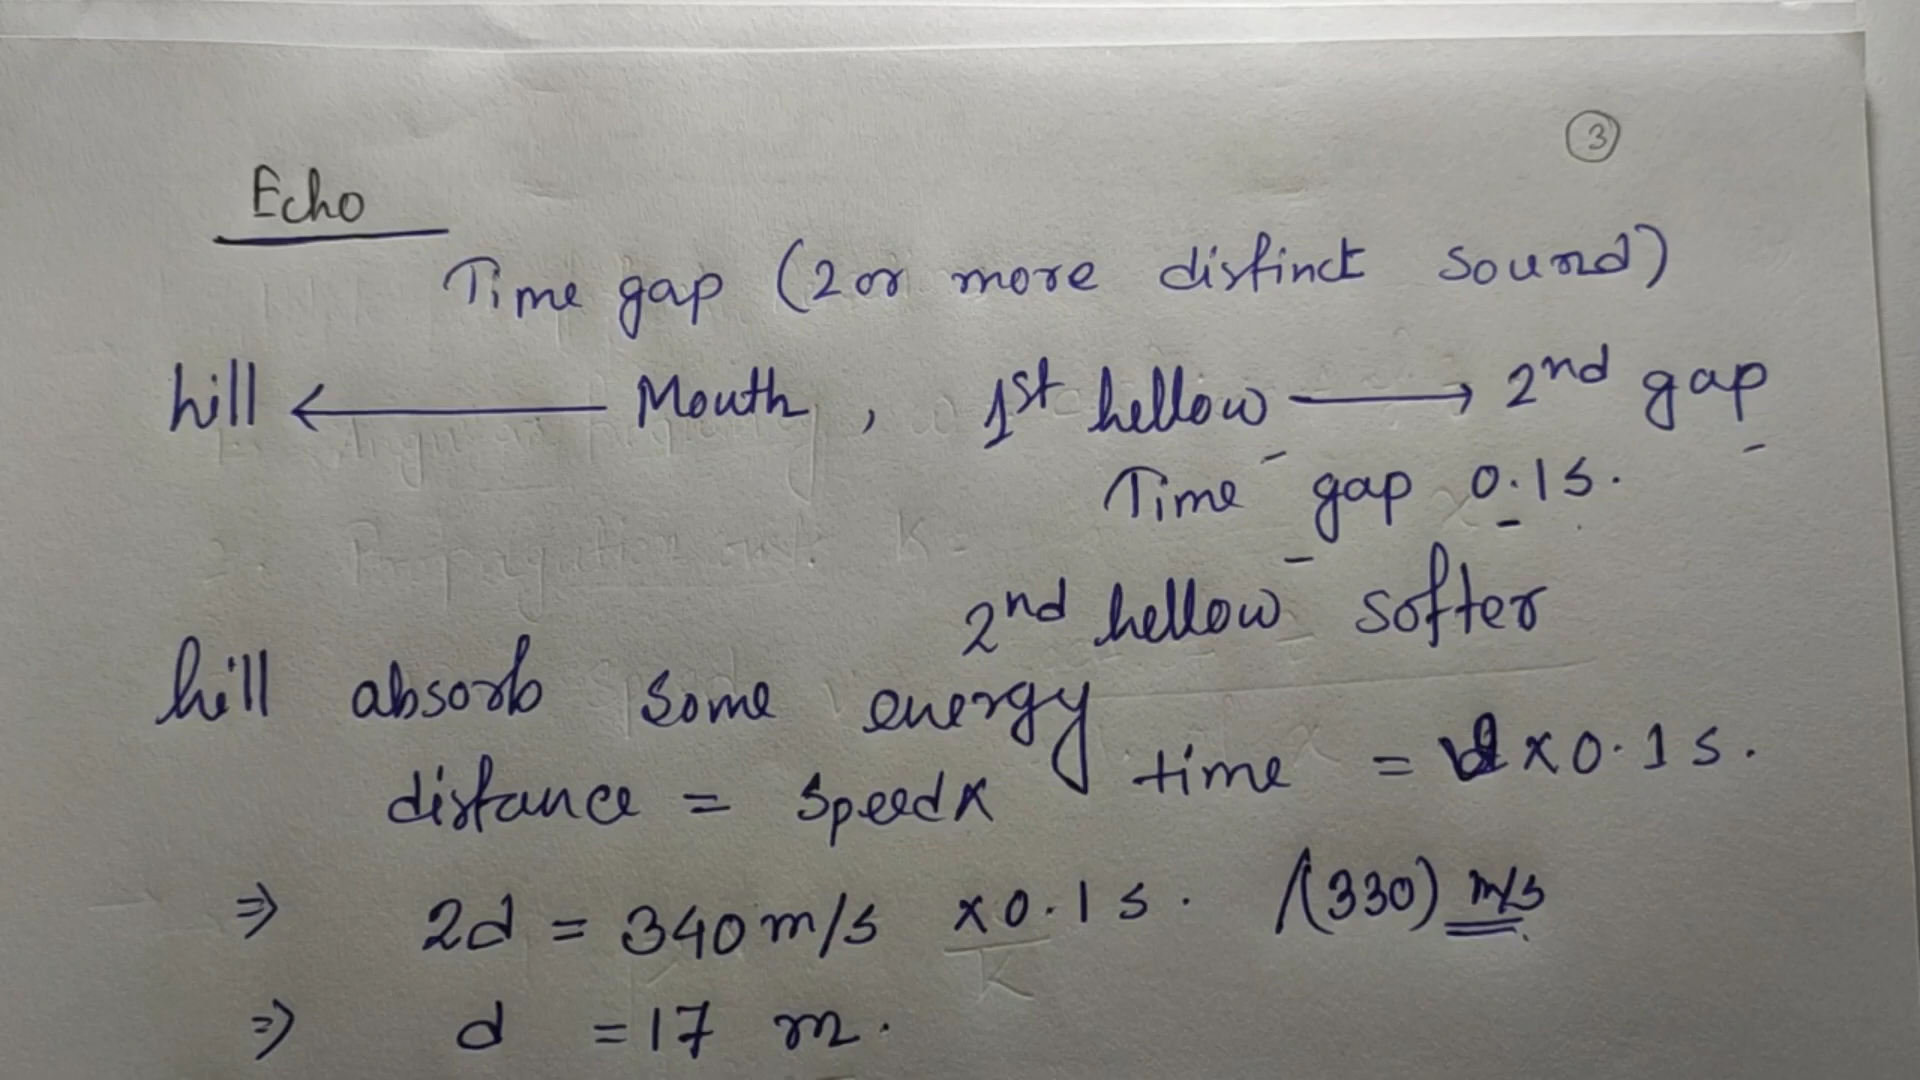 3
Echo
Time gap (2 or more distinct sound)
hill ← Mouth, 1st hellow → 2nd gap
Time gap 0.1s.
2nd hellow softer
hill absorb some energy
distance = speed x time = x 0.1 s.
⇒ 2d = 340 m/s x 0.1 s. /(330) m/s
⇒ d = 17 m.